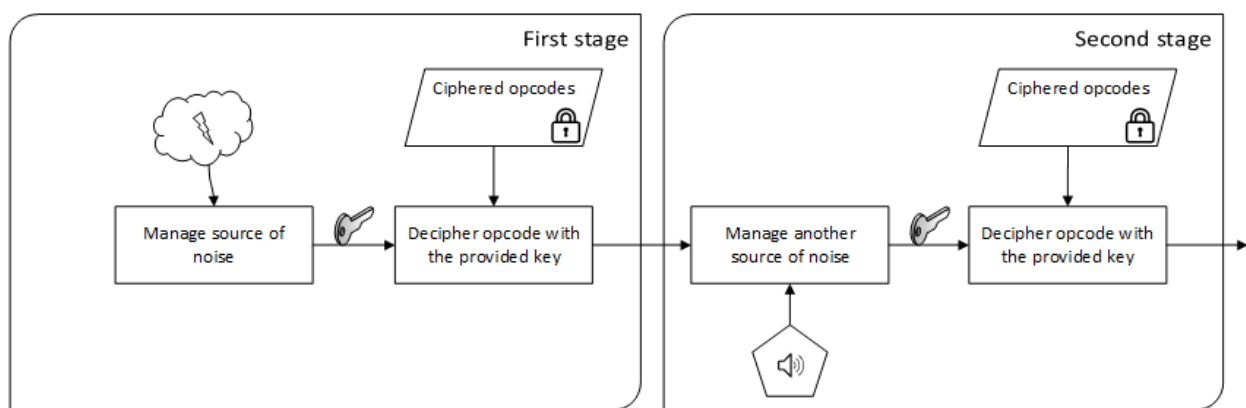 First stage
Ciphered opcodes
Manage source of
noise
Decipher opcode with
the provided key
Second stage
Ciphered opcodes
Manage another
source of noise
Decipher opcode with
the provided key